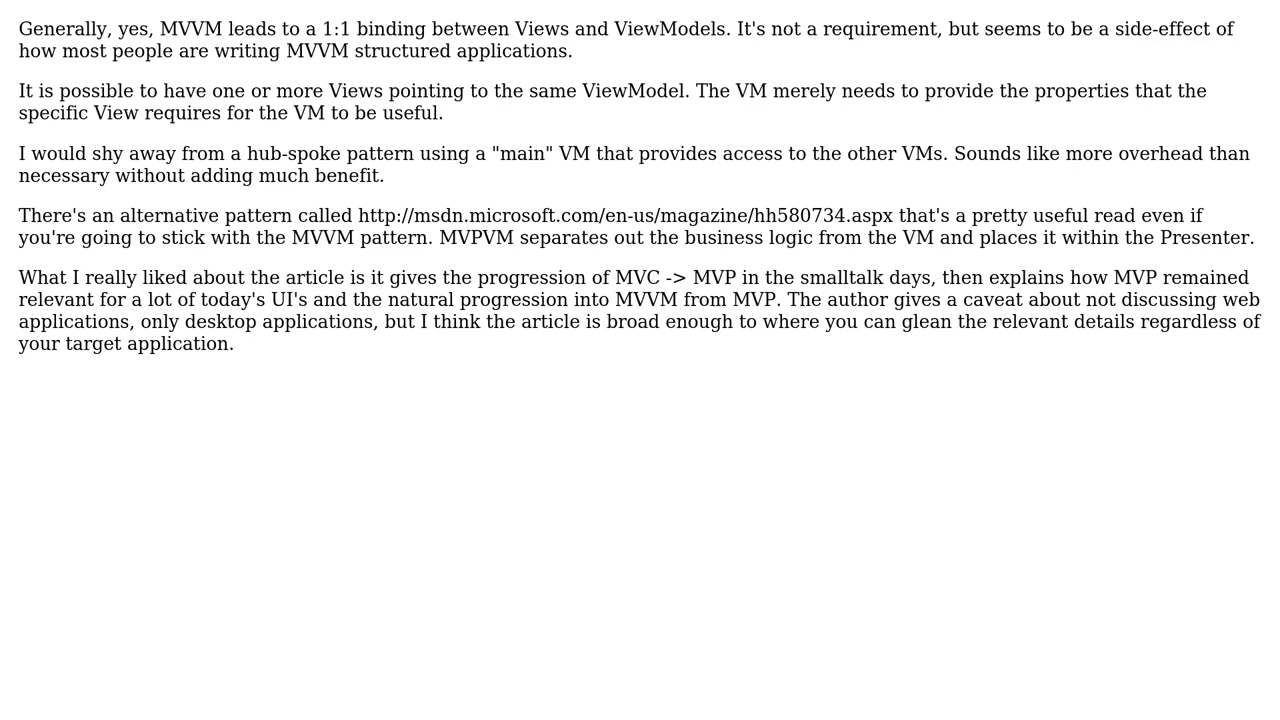 Generally, yes, MVVM leads to a 1:1 binding between Views and ViewModels. It's not a requirement, but seems to be a side-effect of
how most people are writing MVVM structured applications.
It is possible to have one or more Views pointing to the same ViewModel. The VM merely needs to provide the properties that the
specific View requires for the VM to be useful.
I would shy away from a hub-spoke pattern using a "main" VM that provides access to the other VMs. Sounds like more overhead than
necessary without adding much benefit.
There's an alternative pattern called http://msdn.microsoft.com/en-us/magazine/hh580734.aspx that's a pretty useful read even if
you're going to stick with the MVVM pattern. MVPVM separates out the business logic from the VM and places it within the Presenter.
What I really liked about the article is it gives the progression of MVC -> MVP in the smalltalk days, then explains how MVP remained
relevant for a lot of today's UI's and the natural progression into MVVM from MVP. The author gives a caveat about not discussing web
applications, only desktop applications, but I think the article is broad enough to where you can glean the relevant details regardless of
your target application.